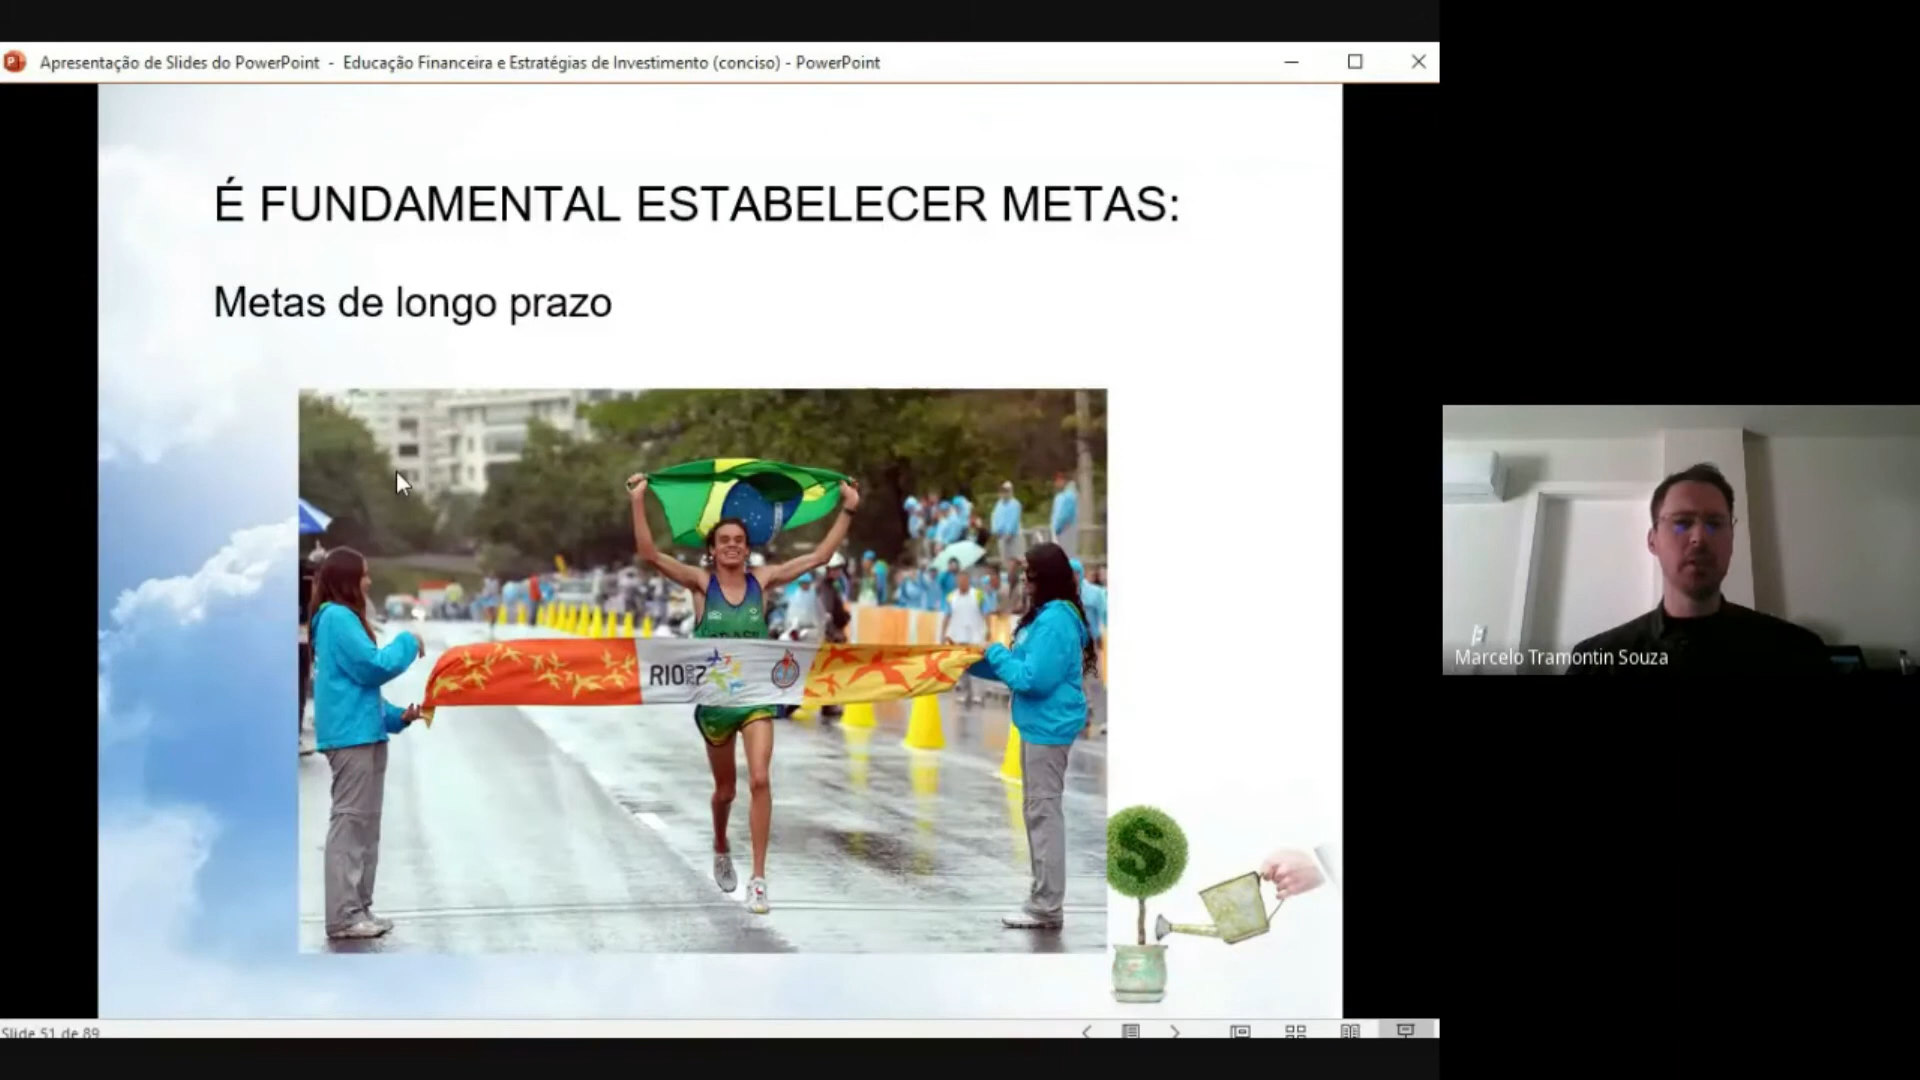 Apresentação de Slides do PowerPoint - Educação Financeira e Estratégias de Investimento (conciso) - PowerPoint
É FUNDAMENTAL ESTABELECER METAS:
Metas de longo prazo
RIO
$
Marcelo Tramontin Souza
Slide 51 de 89